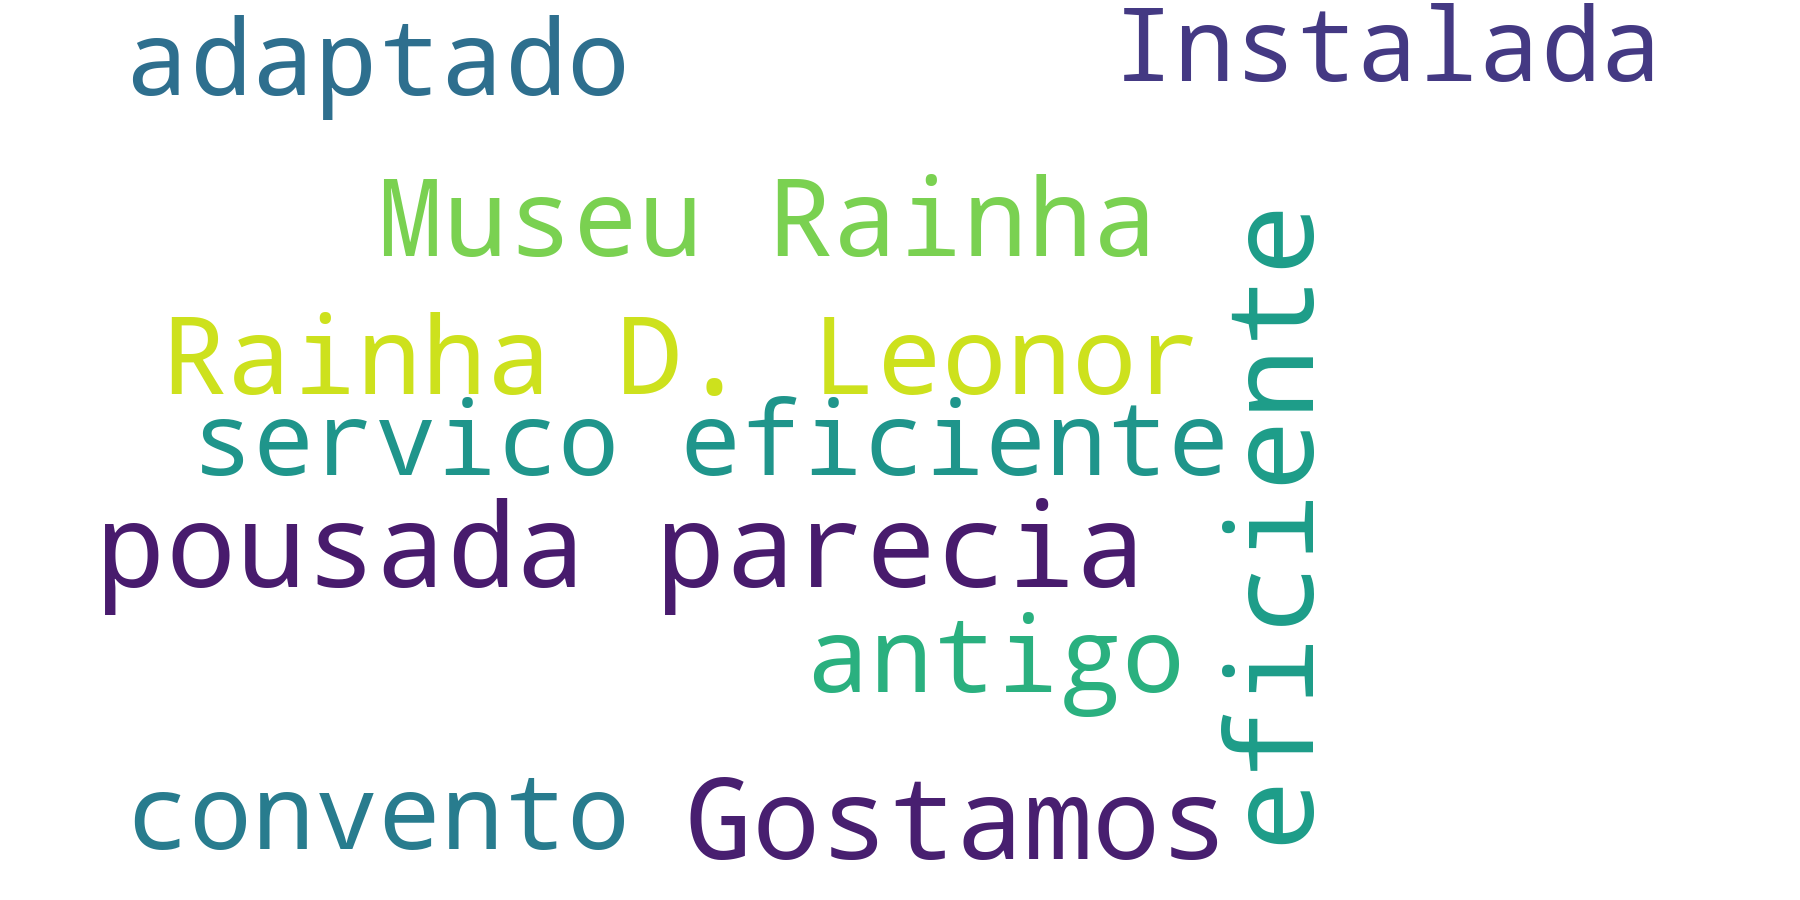 adaptado
Instalada
Museu Rainha
Rainha D. Leonor
servico eficiente
pousada parecia
antigo
convento
Gostamos
eficiente